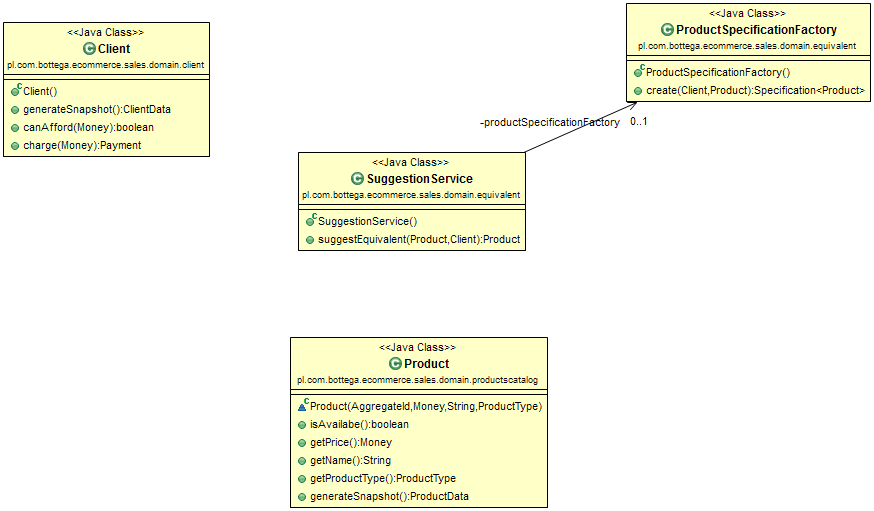 <<Java Class>>
Client
pl.com.bottega.ecommerce.sales.domain.client
Client()
generateSnapshot():ClientData
canAfford(Money):boolean
charge(Money):Payment
<<Java Class>>
ProductSpecificationFactory
pl.com.bottega.ecommerce.sales.domain.equivalent
ProductSpecificationFactory()
create(Client,Product):Specification<Product>
-productSpecificationFactory 0..1
<<Java Class>>
SuggestionService
pl.com.bottega.ecommerce.sales.domain.equivalent
SuggestionService()
suggestEquivalent(Product,Client):Product
<<Java Class>>
Product
pl.com.bottega.ecommerce.sales.domain.productscatalog
Product(AggregateId,Money,String,ProductType)
isAvailabe():boolean
getPrice():Money
getName():String
getProductType():ProductType
generateSnapshot():ProductData